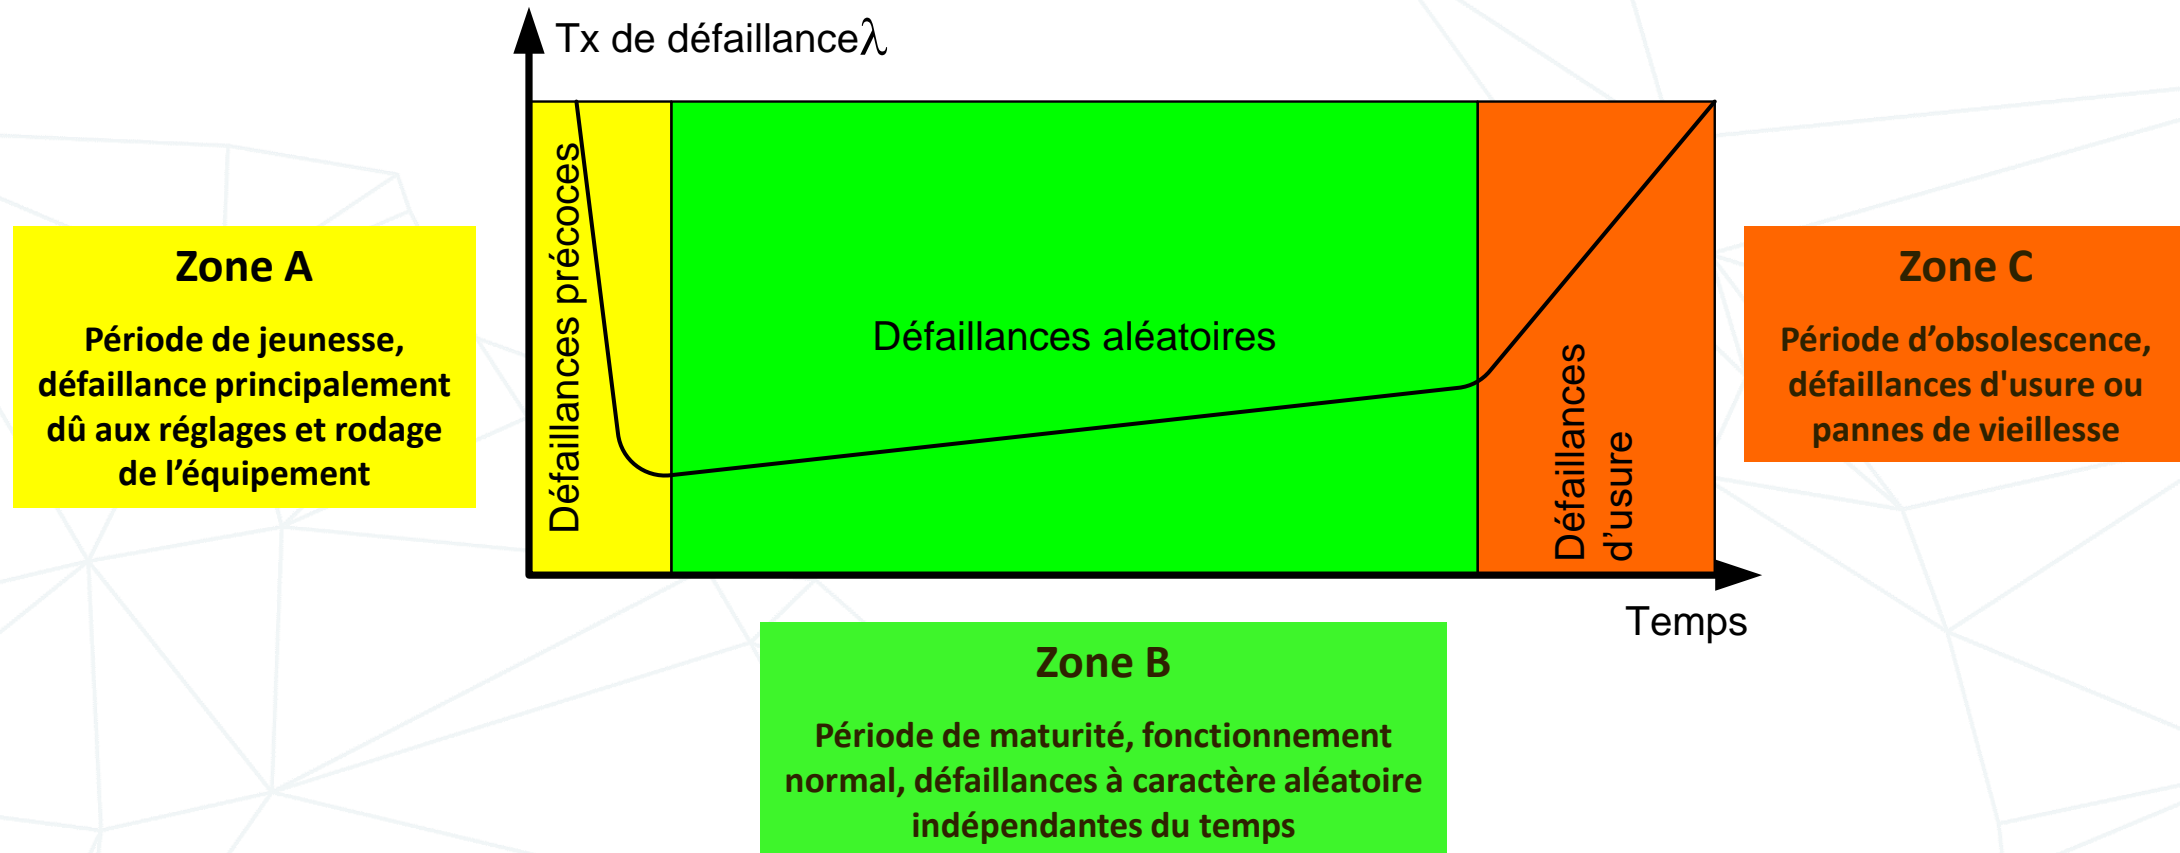 Tx de défaillance λ
Défaillances précoces
Défaillances aléatoires
Défaillances
d'usure
Temps
Zone A
Période de jeunesse,
défaillance principalement
dû aux réglages et rodage
de l’équipement
Zone B
Période de maturité, fonctionnement
normal, défaillances à caractère aléatoire
indépendantes du temps
Zone C
Période d’obsolescence,
défaillances d'usure ou
pannes de vieillesse